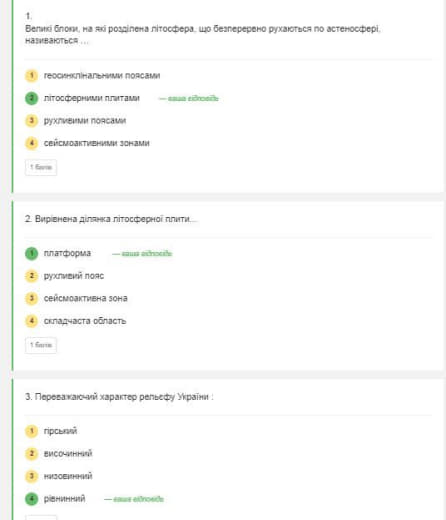 1.
Великі блоки, на які розділена літосфера, що безперервно рухаються по астеносфері,
називаються ...
1 геосинклінальними поясами
2 літосферними плитами — ваша відповідь
3 рухливими поясами
4 сейсмоактивними зонами
1 балів
2. Вирівнена ділянка літосферної плити...
1 платформа — ваша відповідь
2 рухливий пояс
3 сейсмоактивна зона
4 складчаста область
1 балів
3. Переважаючий характер рельєфу України :
1 гірський
2 височинний
3 низовинний
4 рівнинний — ваша відповідь